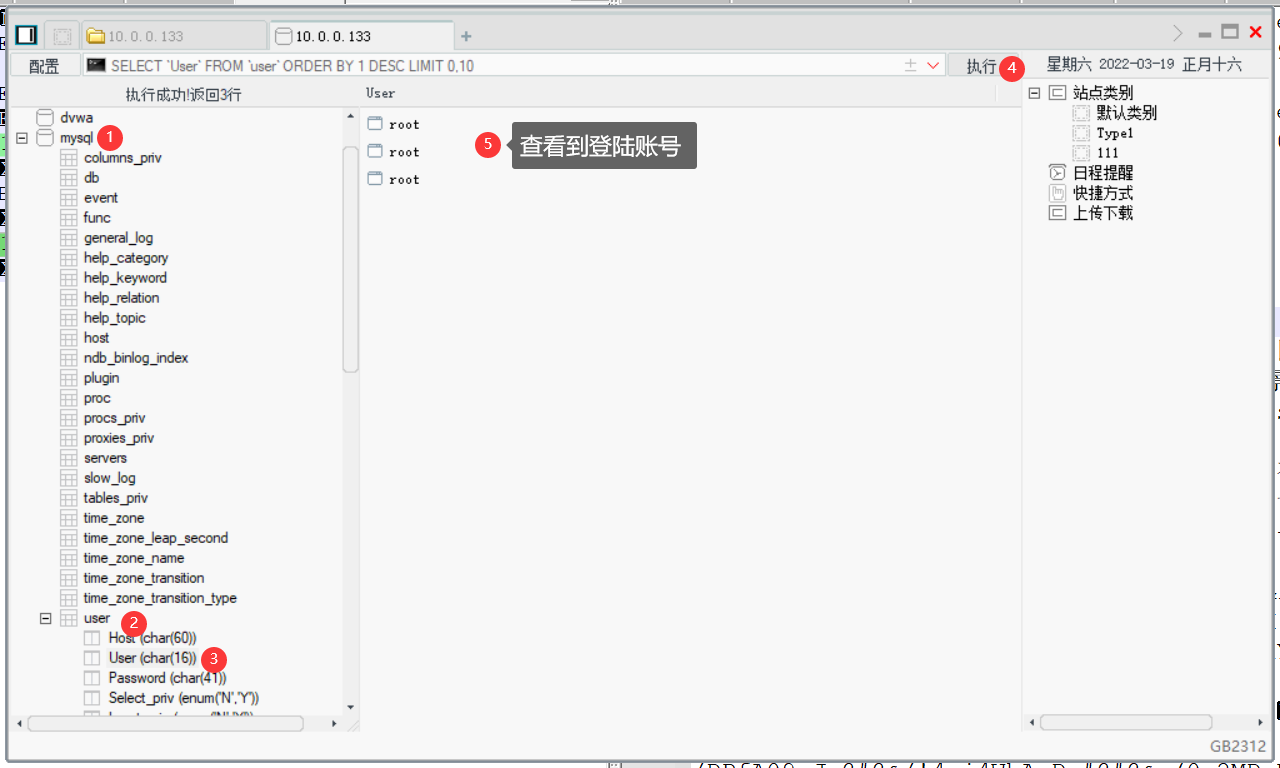 10.0.0.133
10.0.0.133
配置
SELECT `User` FROM `user` ORDER BY 1 DESC LIMIT 0,10
执行
4
星期六 2022-03-19 正月十六
执行成功!返回3行
User
dvwa
mysql
1
columns_priv
db
event
func
general_log
help_category
help_keyword
help_relation
help_topic
host
ndb_binlog_index
plugin
proc
procs_priv
proxies_priv
servers
slow_log
tables_priv
time_zone
time_zone_leap_second
time_zone_name
time_zone_transition
time_zone_transition_type
user
2
Host (char(60))
User (char(16))
3
Password (char(41))
Select_priv (enum('N','Y'))
root
root
root
5
查看到登陆账号
站点类别
默认类别
Type1
111
日程提醒
快捷方式
上传下载
GB2312